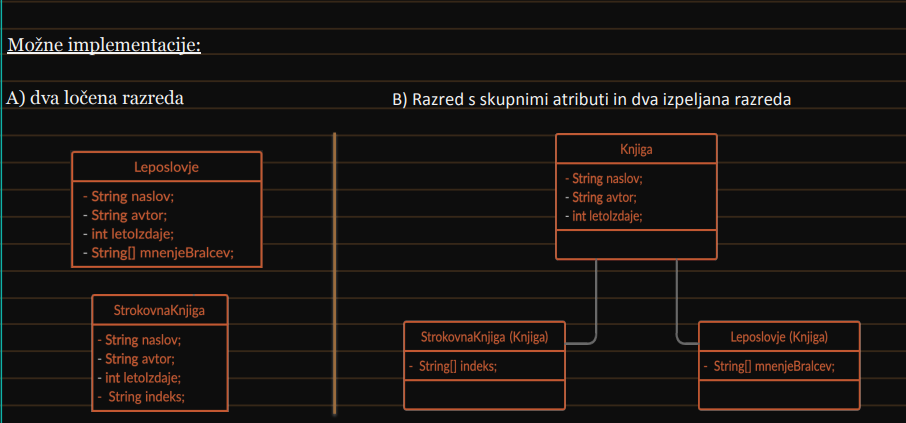 Možne implementacije:
A) dva ločena razreda
Leposlovje
- String naslov;
- String avtor;
- int letoIzdaje;
- String[] mnenjeBralcev;
StrokovnaKnjiga
- String naslov;
- String avtor;
- int letoIzdaje;
- String indeks;
B) Razred s skupnimi atributi in dva izpeljana razreda
Knjiga
- String naslov;
- String avtor;
- int letoIzdaje;
StrokovnaKnjiga (Knjiga)
- String[] indeks;
Leposlovje (Knjiga)
- String[] mnenjeBralcev;